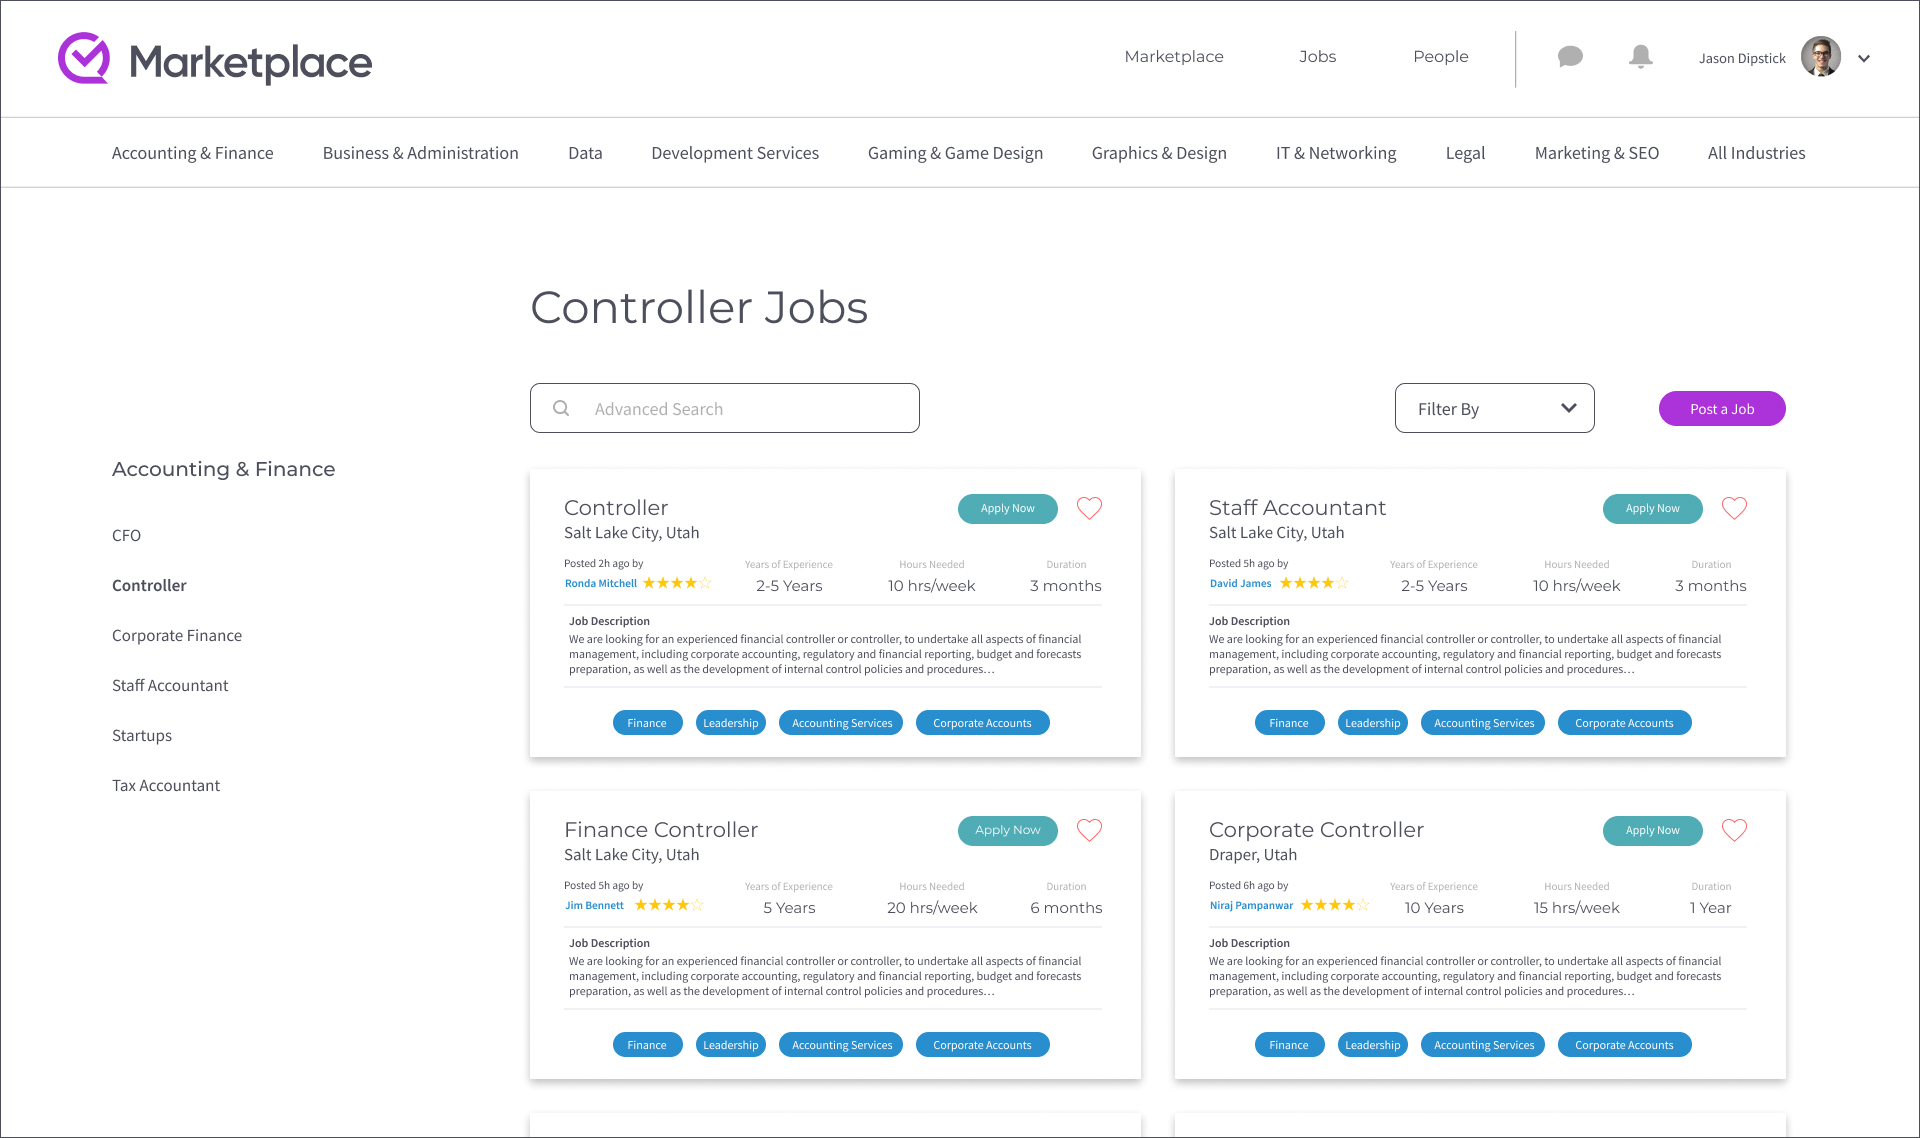 Marketplace
Marketplace
Jobs
People
Jason Dipstick
Accounting & Finance
Business & Administration
Data
Development Services
Gaming & Game Design
Graphics & Design
IT & Networking
Legal
Marketing & SEO
All Industries
Controller Jobs
Advanced Search
Filter By
Post a Job
Accounting & Finance
CFO
Controller
Corporate Finance
Staff Accountant
Startups
Tax Accountant
Controller
Apply Now
Salt Lake City, Utah
Posted 2h ago by
Ronda Mitchell
Years of Experience
2-5 Years
Hours Needed
10 hrs/week
Duration
3 months
Job Description
We are looking for an experienced financial controller or controller, to undertake all aspects of financial
management, including corporate accounting, regulatory and financial reporting, budget and forecasts
preparation, as well as the development of internal control policies and procedures…
Finance
Leadership
Accounting Services
Corporate Accounts
Staff Accountant
Apply Now
Salt Lake City, Utah
Posted 5h ago by
David James
Years of Experience
2-5 Years
Hours Needed
10 hrs/week
Duration
3 months
Job Description
We are looking for an experienced financial controller or controller, to undertake all aspects of financial
management, including corporate accounting, regulatory and financial reporting, budget and forecasts
preparation, as well as the development of internal control policies and procedures…
Finance
Leadership
Accounting Services
Corporate Accounts
Finance Controller
Apply Now
Salt Lake City, Utah
Posted 5h ago by
Jim Bennett
Years of Experience
5 Years
Hours Needed
20 hrs/week
Duration
6 months
Job Description
We are looking for an experienced financial controller or controller, to undertake all aspects of financial
management, including corporate accounting, regulatory and financial reporting, budget and forecasts
preparation, as well as the development of internal control policies and procedures…
Finance
Leadership
Accounting Services
Corporate Accounts
Corporate Controller
Apply Now
Draper, Utah
Posted 6h ago by
Niraj Pampanwar
Years of Experience
10 Years
Hours Needed
15 hrs/week
Duration
1 Year
Job Description
We are looking for an experienced financial controller or controller, to undertake all aspects of financial
management, including corporate accounting, regulatory and financial reporting, budget and forecasts
preparation, as well as the development of internal control policies and procedures…
Finance
Leadership
Accounting Services
Corporate Accounts